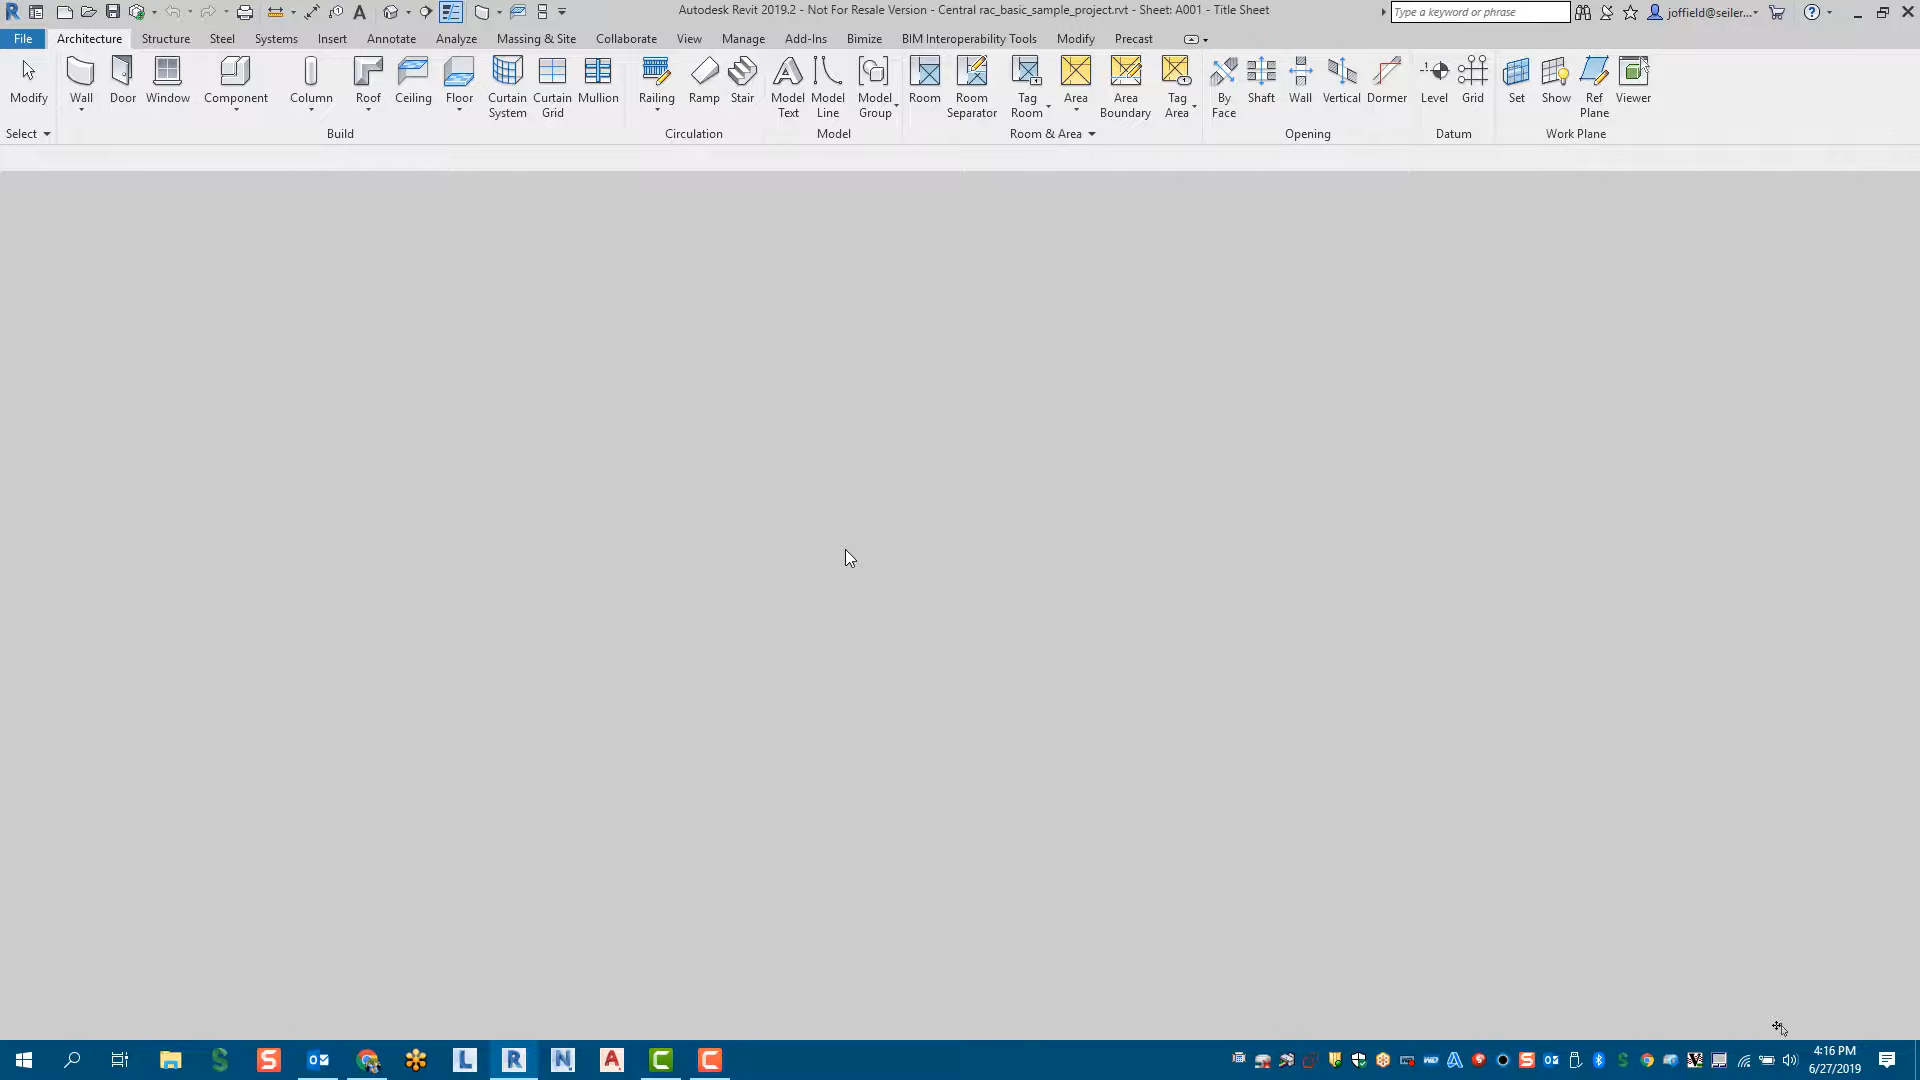 Autodesk Revit 2019.2 - Not For Resale Version - Central rac_basic_sample_project.rvt - Sheet: A001 - Title Sheet
Type a keyword or phrase
joffield@seiler...
File Architecture Structure Steel Systems Insert Annotate Analyze Massing & Site Collaborate View Manage Add-Ins Bimize BIM Interoperability Tools Modify Precast
Modify Wall Door Window Component Column Roof Ceiling Floor Curtain System Curtain Grid Mullion Railing Ramp Stair Model Text Model Line Model Group Room Room Separator Tag Room Area Area Boundary Tag Area By Face Shaft Wall Vertical Dormer Level Grid Set Show Ref Plane Viewer
Select Build Circulation Model Room & Area Opening Datum Work Plane
4:16 PM
6/27/2019